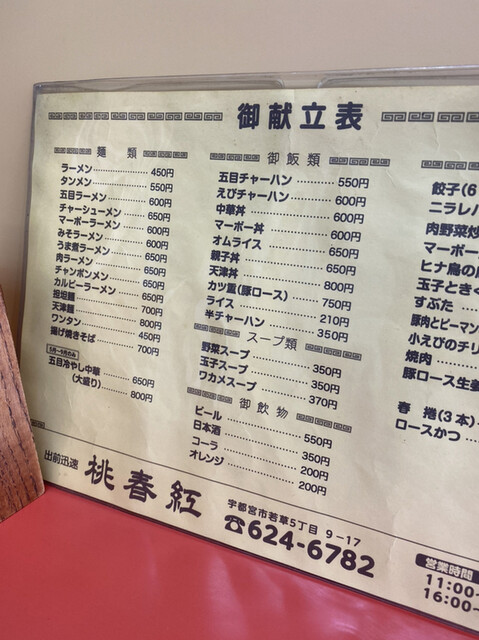 御献立表
麺類
ラーメン 450円
タンメン 550円
五目ラーメン 600円
チャーシューメン 650円
マーボーラーメン 600円
みそラーメン 600円
うま煮ラーメン 650円
肉ラーメン 650円
チャンポンメン 650円
カルビーラーメン 650円
担担麺 700円
天津麺 800円
ワンタン 450円
揚げ焼きそば 700円
五目冷やし中華 650円
(大盛り) 800円
御飯類
五目チャーハン 550円
えびチャーハン 600円
中華丼 600円
マーボー丼 600円
オムライス 650円
親子丼 650円
天津丼 800円
カツ重(豚ロース) 750円
ライス 210円
半チャーハン 350円
スープ類
野菜スープ 350円
玉子スープ 350円
ワカメスープ 370円
御飲物
ビール 550円
日本酒 350円
コーラ 200円
オレンジ 200円
餃子(6
ニラレバ
肉野菜炒
マーボー
ヒナ鳥の
玉子ときく
すぶた
豚肉とピーマン
小えびのチリ
焼肉
豚ロース生姜
春捲(3本)
ロースかつ
出前迅速 桃春紅
宇都宮市若草5丁目9-17
☎624-6782
営業時間
11:00~
16:00~